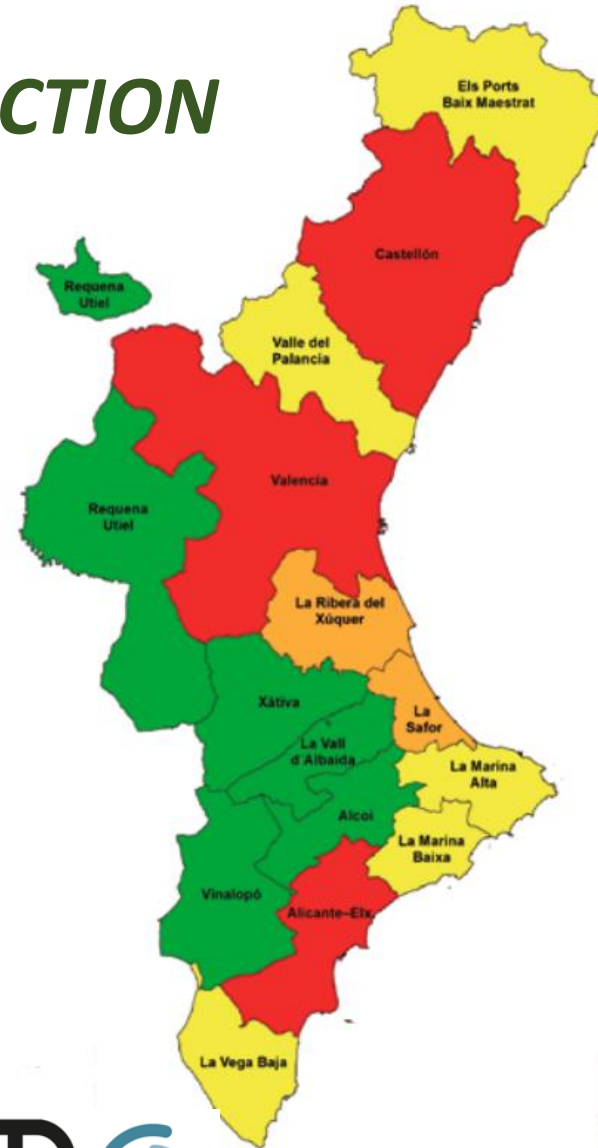 CTION
Els Ports
Baix Maestrat
Castellón
Requena
Utiel
Valle del
Palancia
Valencia
Requena
Utiel
La Ribera del
Xúquer
Xàtiva
La
Safor
La Vall
d Albaida
La Marina
Alta
Alcoi
La Marina
Baixa
Vinalopó
Alicante–Elx
La Vega Baja